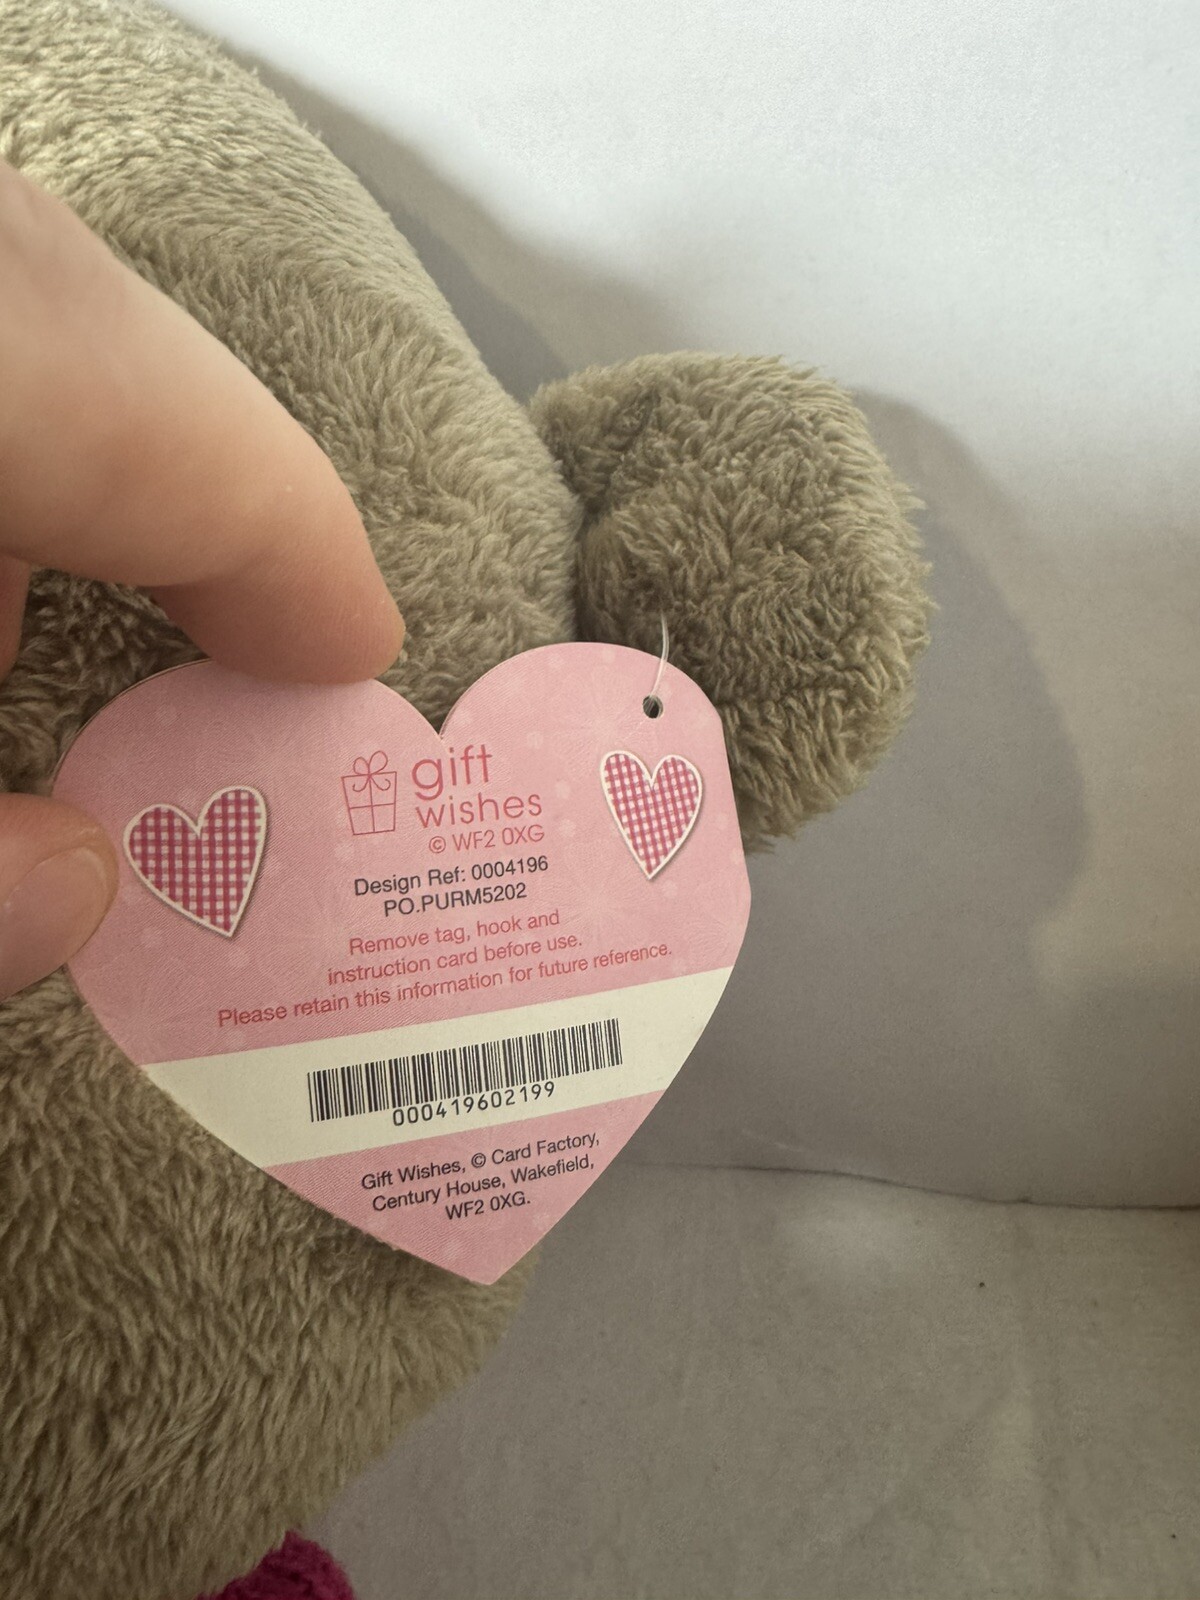 gift
wishes
© WF2 0XG
Design Ref: 0004196
PO.PURM5202
Remove tag, hook and
instruction card before use.
Please retain this information for future reference.
000419602199
Gift Wishes, © Card Factory,
Century House, Wakefield,
WF2 0XG.